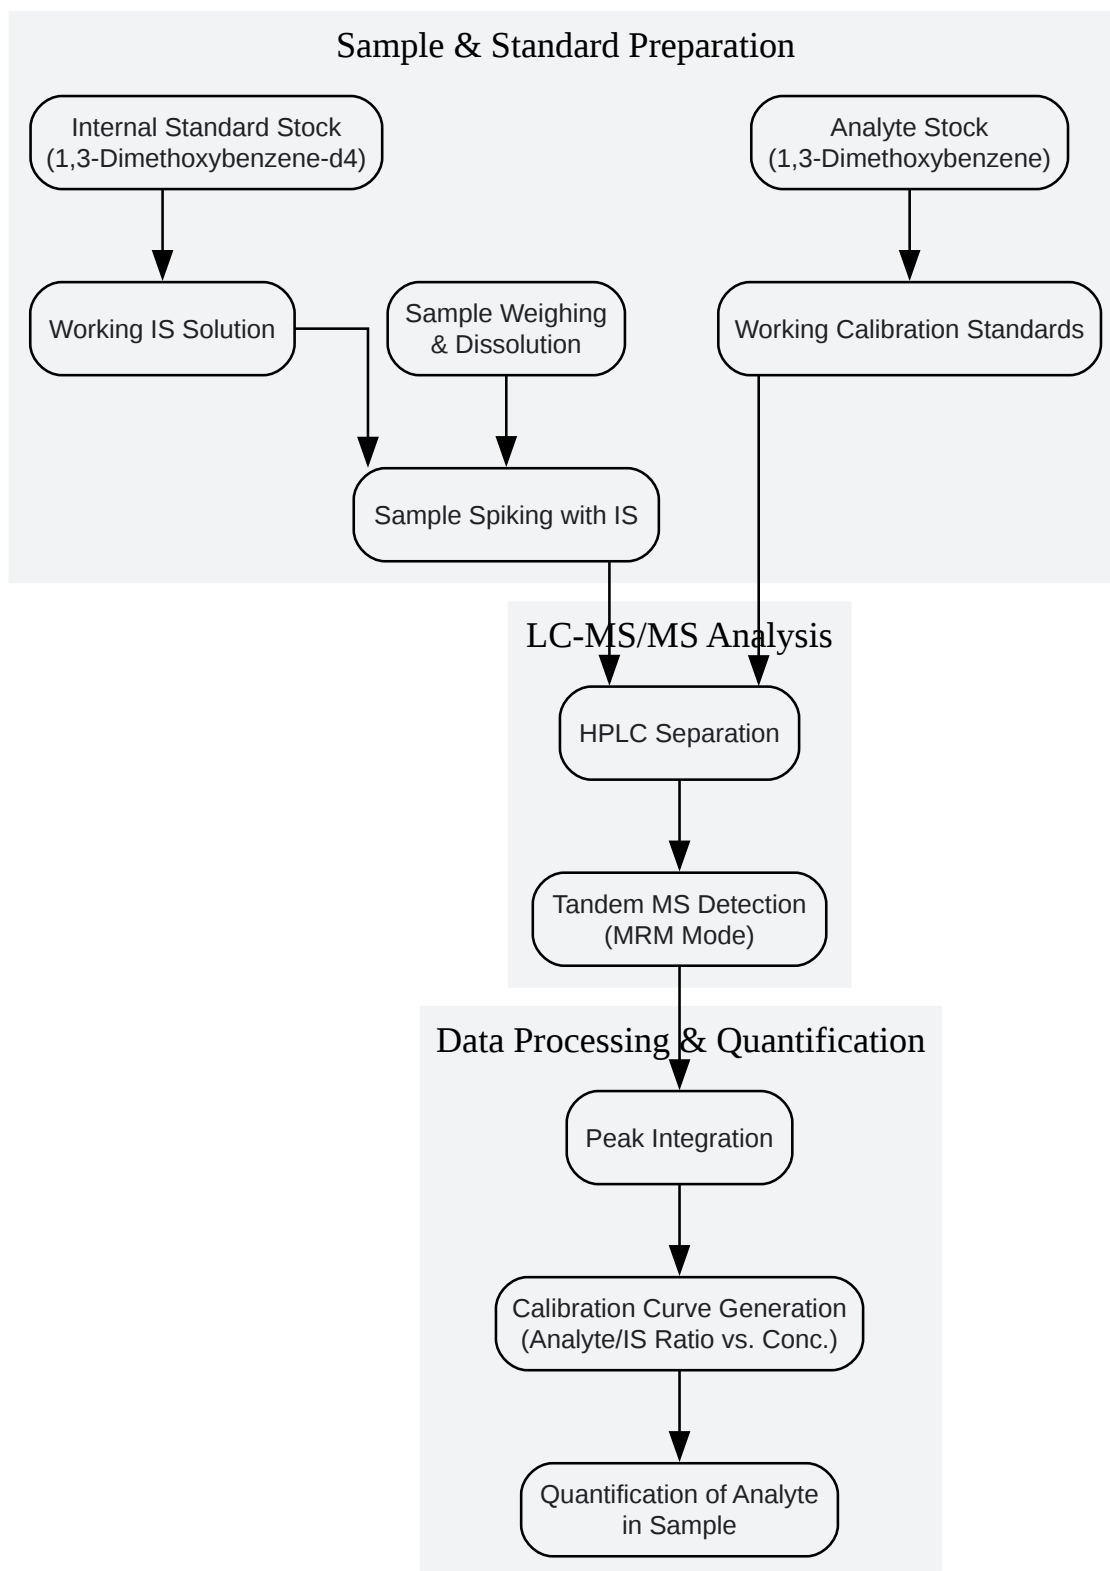 Sample & Standard Preparation
Internal Standard Stock
(1,3-Dimethoxybenzene-d4)
Analyte Stock
(1,3-Dimethoxybenzene)
Working IS Solution
Sample Weighing
& Dissolution
Working Calibration Standards
Sample Spiking with IS
LC-MS/MS Analysis
HPLC Separation
Tandem MS Detection
(MRM Mode)
Data Processing & Quantification
Peak Integration
Calibration Curve Generation
(Analyte/IS Ratio vs. Conc.)
Quantification of Analyte
in Sample